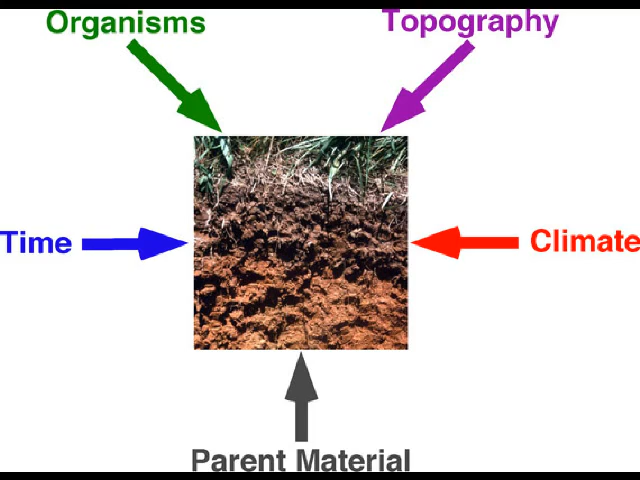 Organisms
Topography
Time
Climate
Parent Material